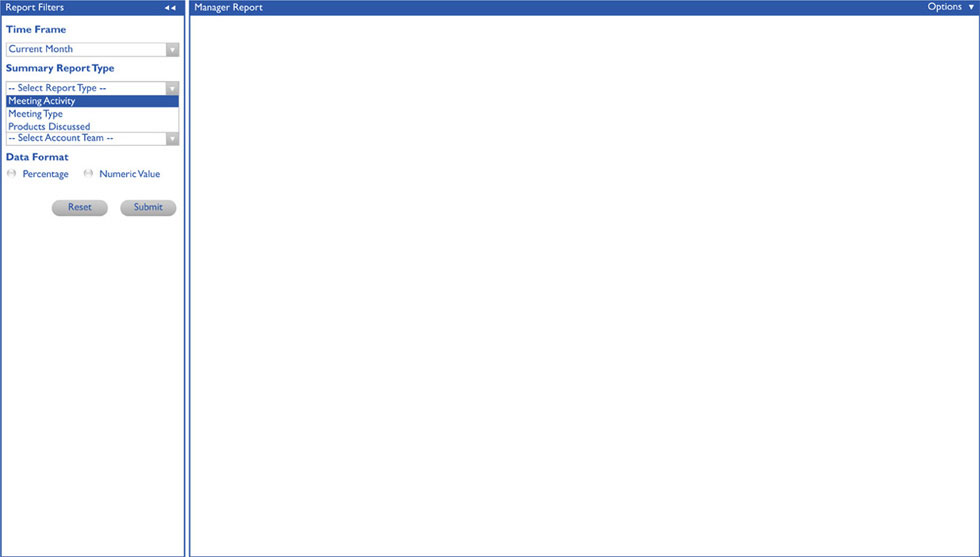 Report Filters
Manager Report
Options
Time Frame
Current Month
Summary Report Type
-- Select Report Type --
Meeting Activity
Meeting Type
Products Discussed
-- Select Account Team --
Data Format
Percentage Numeric Value
Reset Submit